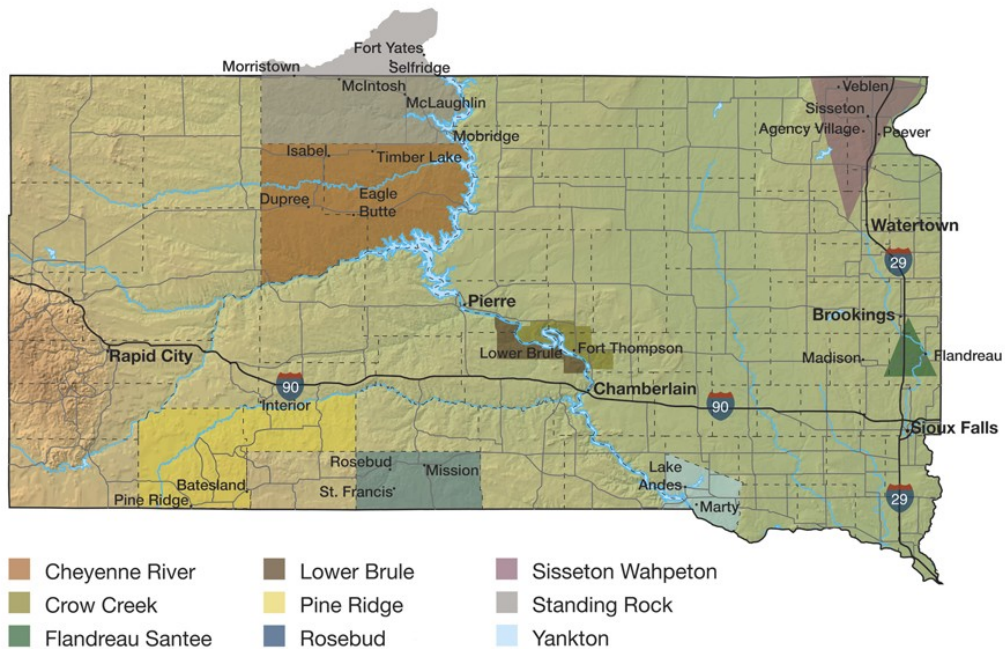 Fort Yates
Selfridge
Morristown
McIntosh
McLaughlin
Mobridge
Isabel
Timber Lake
Dupree
Eagle
Butte
Veblen
Sisseton
Agency Village
Peever
Watertown
29
Pierre
Brookings
Lower Brule
Fort Thompson
Madison
Flandreau
Rapid City
90
Interior
Chamberlain
90
Sioux Falls
Rosebud
Mission
St. Francis
Batesland
Pine Ridge
Lake
Andes
Marty
29
Cheyenne River
Lower Brule
Sisseton Wahpeton
Crow Creek
Pine Ridge
Standing Rock
Flandreau Santee
Rosebud
Yankton